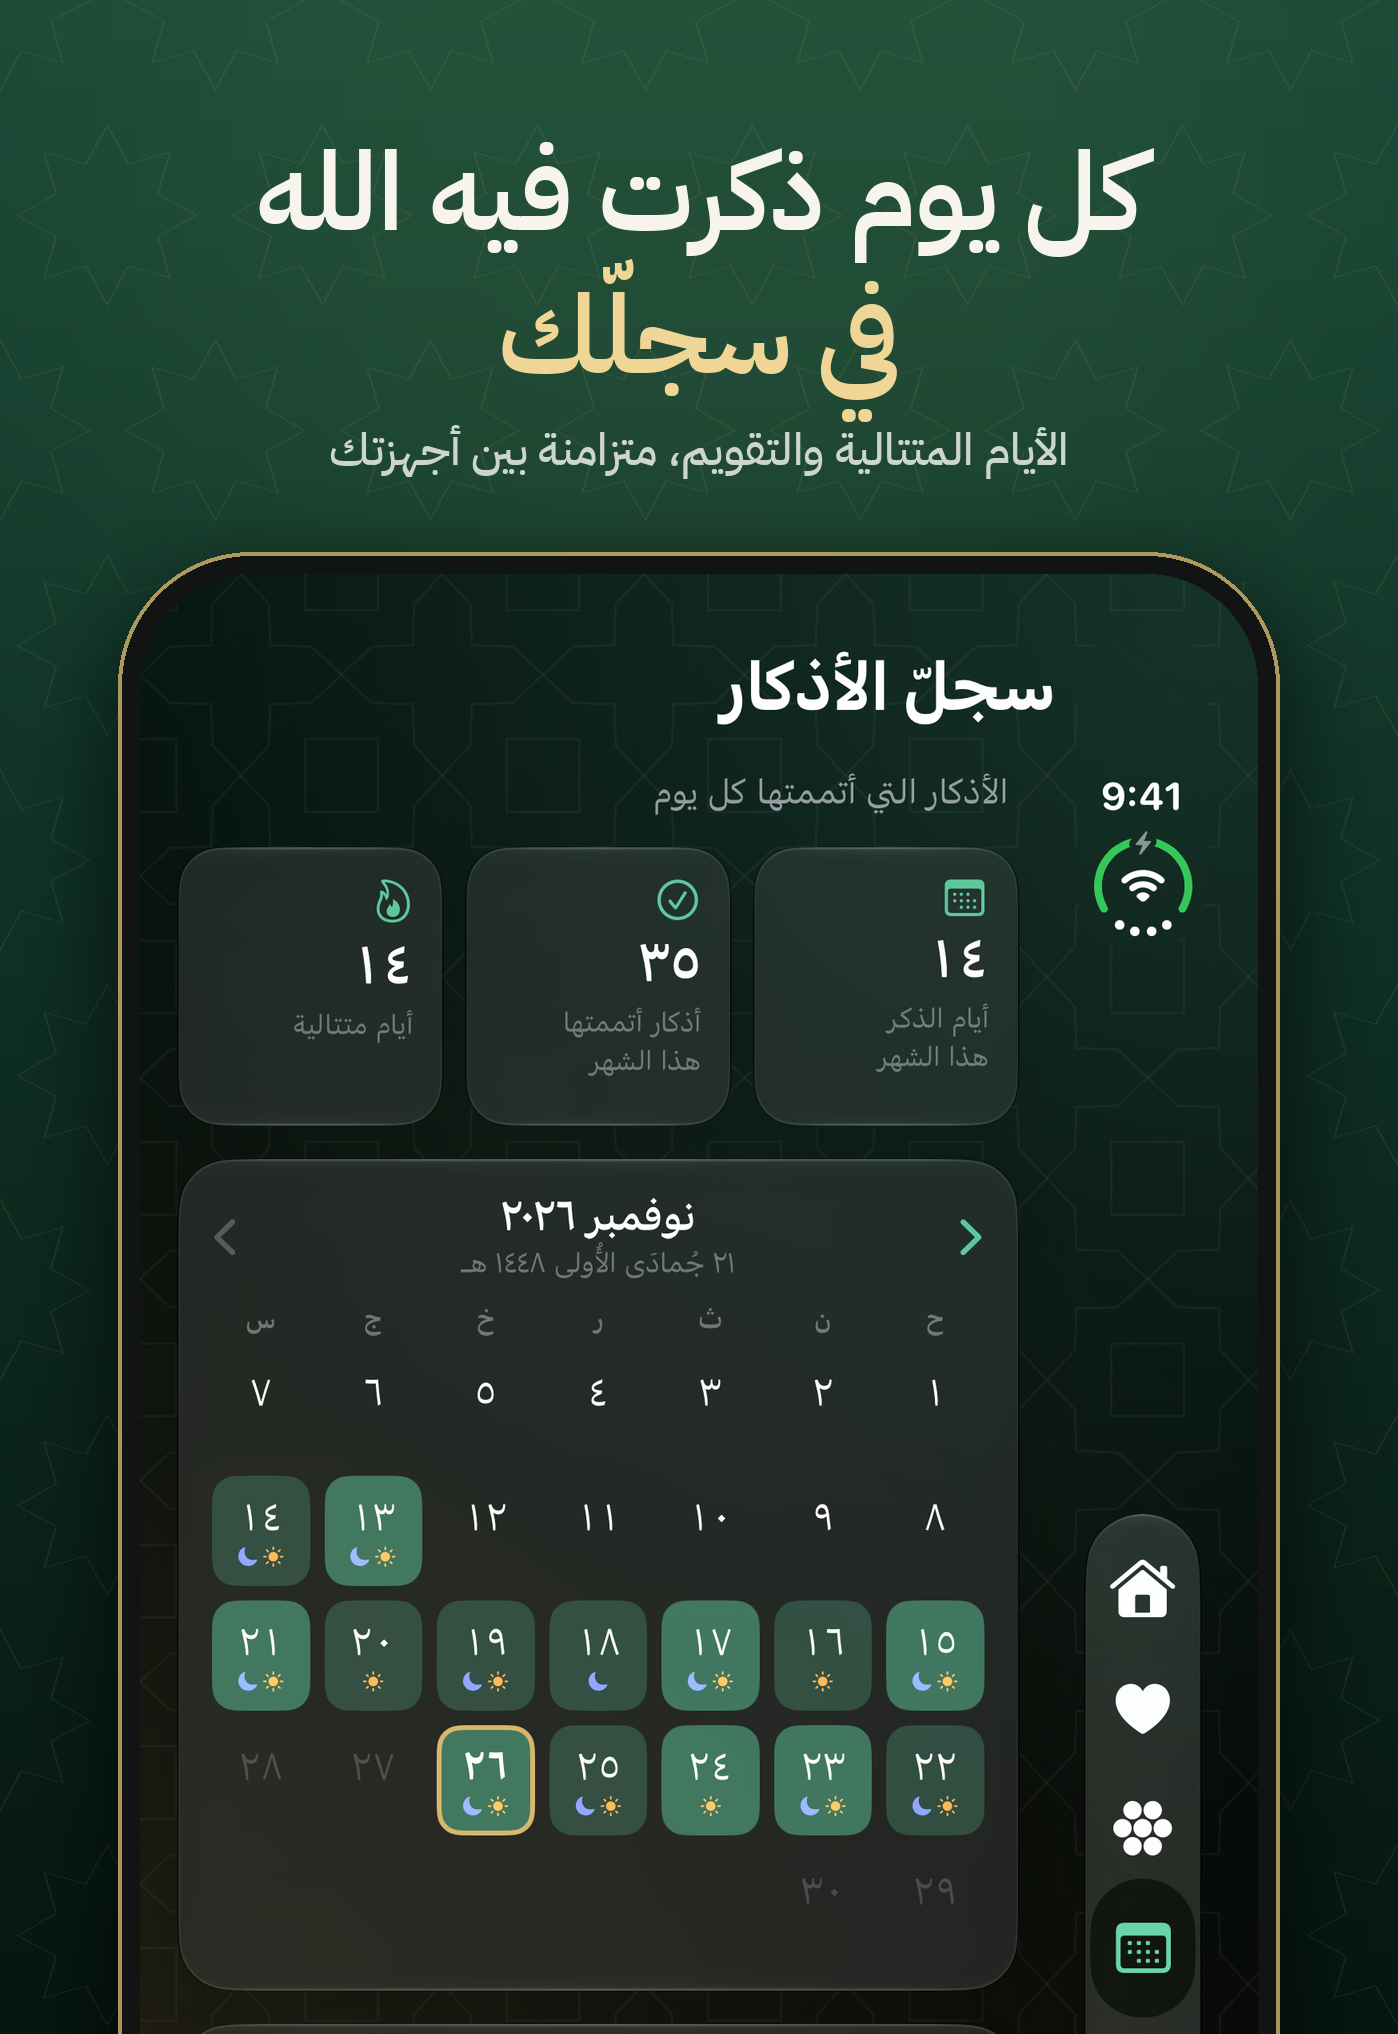 كل يوم ذكرت فيه الله
في سجلّك
الأيام المتتالية والتقويم، متزامنة بين أجهزتك
سجلّ الأذكار
الأذكار التي أتممتها كل يوم
9:41
١٤
أيام الذكر
هذا الشهر
٣٥
أذكار أتممتها
هذا الشهر
١٤
أيام متتالية
نوفمبر ٢٠٢٦
٢١ جُمادَى الأُولى ١٤٤٨ هـ
ح ن ث ر خ ج س
١ ٢ ٣ ٤ ٥ ٦ ٧
٨ ٩ ١٠ ١١ ١٢ ١٣ ١٤
١٥ ١٦ ١٧ ١٨ ١٩ ٢٠ ٢١
٢٢ ٢٣ ٢٤ ٢٥ ٢٦ ٢٧ ٢٨
٢٩ ٣٠